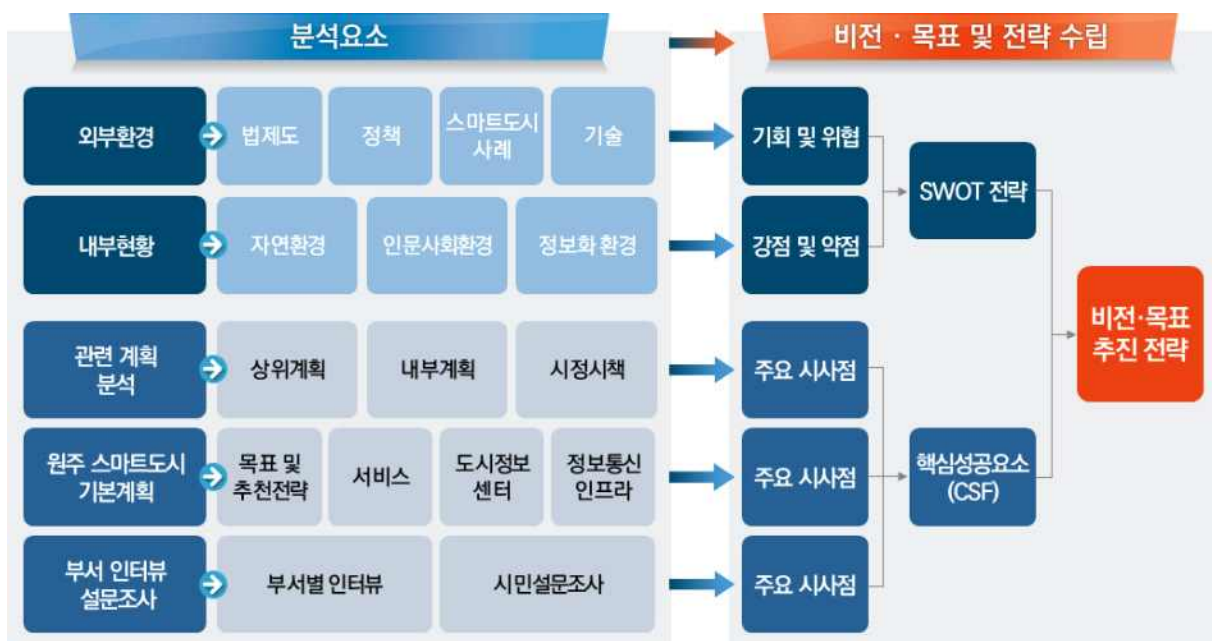 분석요소
비전 · 목표 및 전략 수립
외부환경
법제도
정책
스마트도시
사례
기술
기회 및 위협
SWOT 전략
내부현황
자연환경
인문사회환경
정보화 환경
강점 및 약점
비전·목표
추진 전략
관련 계획
분석
상위계획
내부계획
시정시책
주요 시사점
원주 스마트도시
기본계획
목표 및
추천전략
서비스
도시정보
센터
정보통신
인프라
주요 시사점
핵심성공요소
(CSF)
부서 인터뷰
설문조사
부서별 인터뷰
시민설문조사
주요 시사점